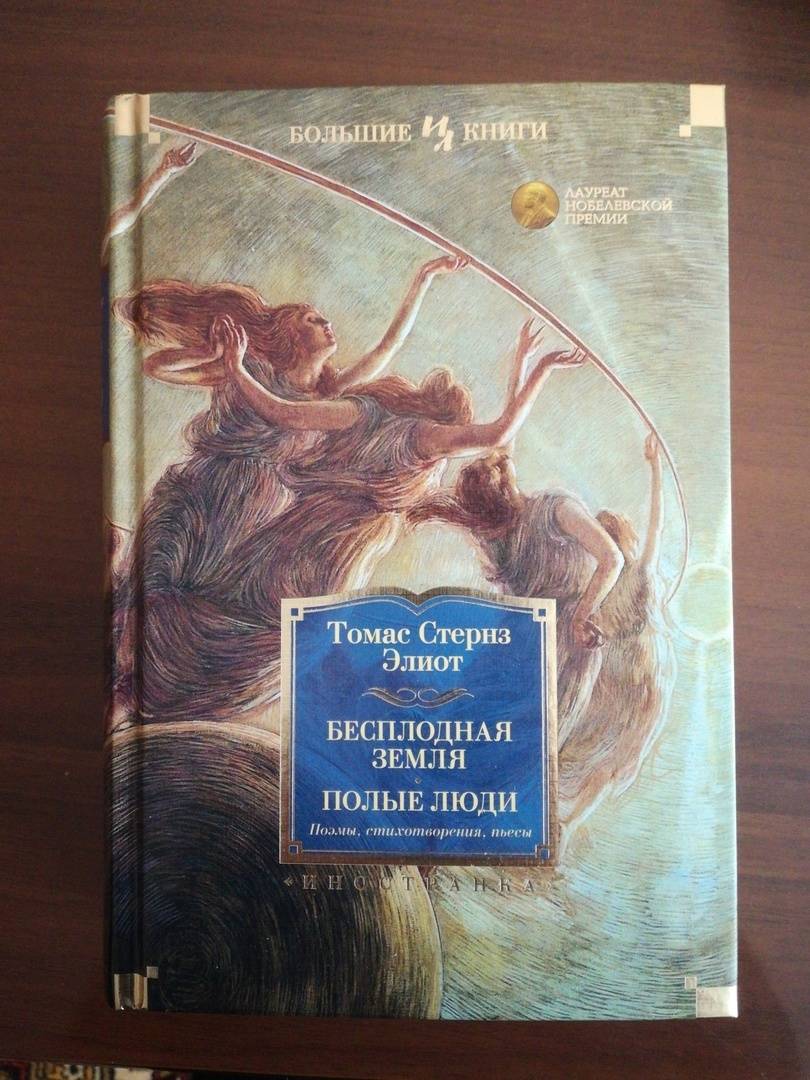 БОЛЬШИЕ ИЛ КНИГИ
ЛАУРЕАТ
НОБЕЛЕВСКОЙ
ПРЕМИИ
Томас Стернз
Элиот
БЕСПЛОДНАЯ
ЗЕМЛЯ
ПОЛЫЕ ЛЮДИ
Поэмы, стихотворения, пьесы
«ИНОСТРАНКА»